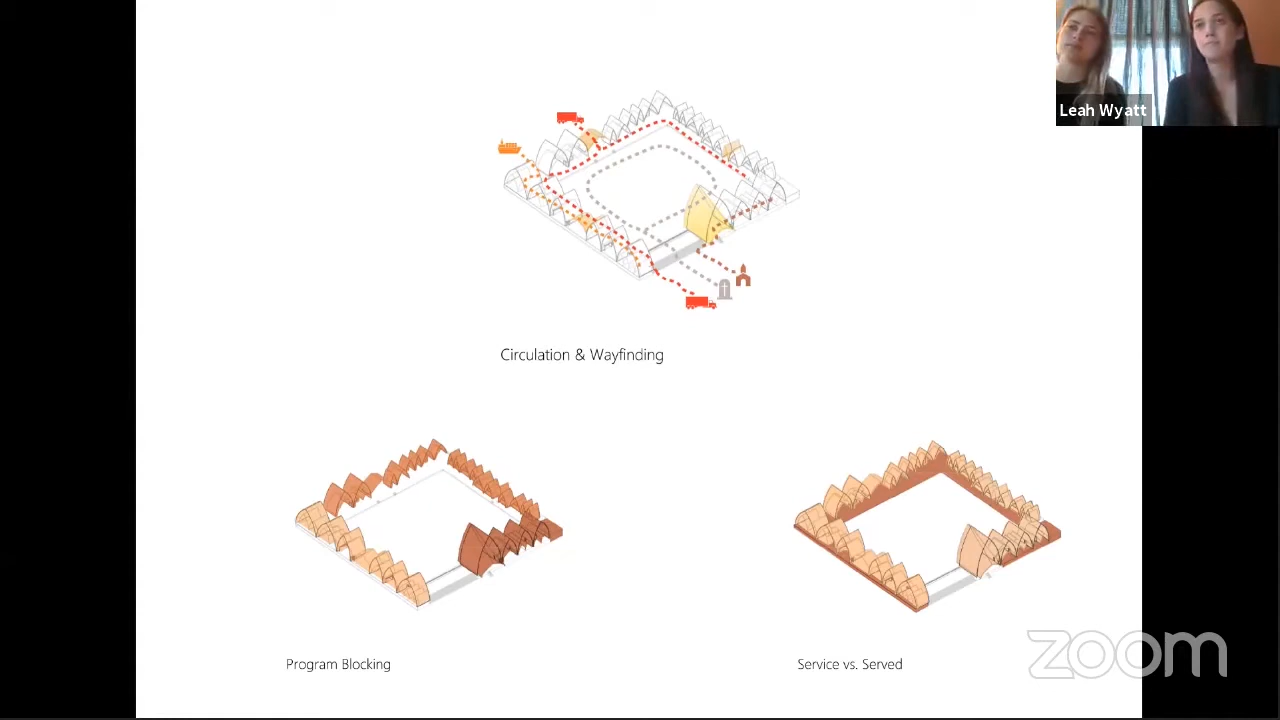 Leah Wyatt
Circulation & Wayfinding
Program Blocking
Service vs. Served
zoom